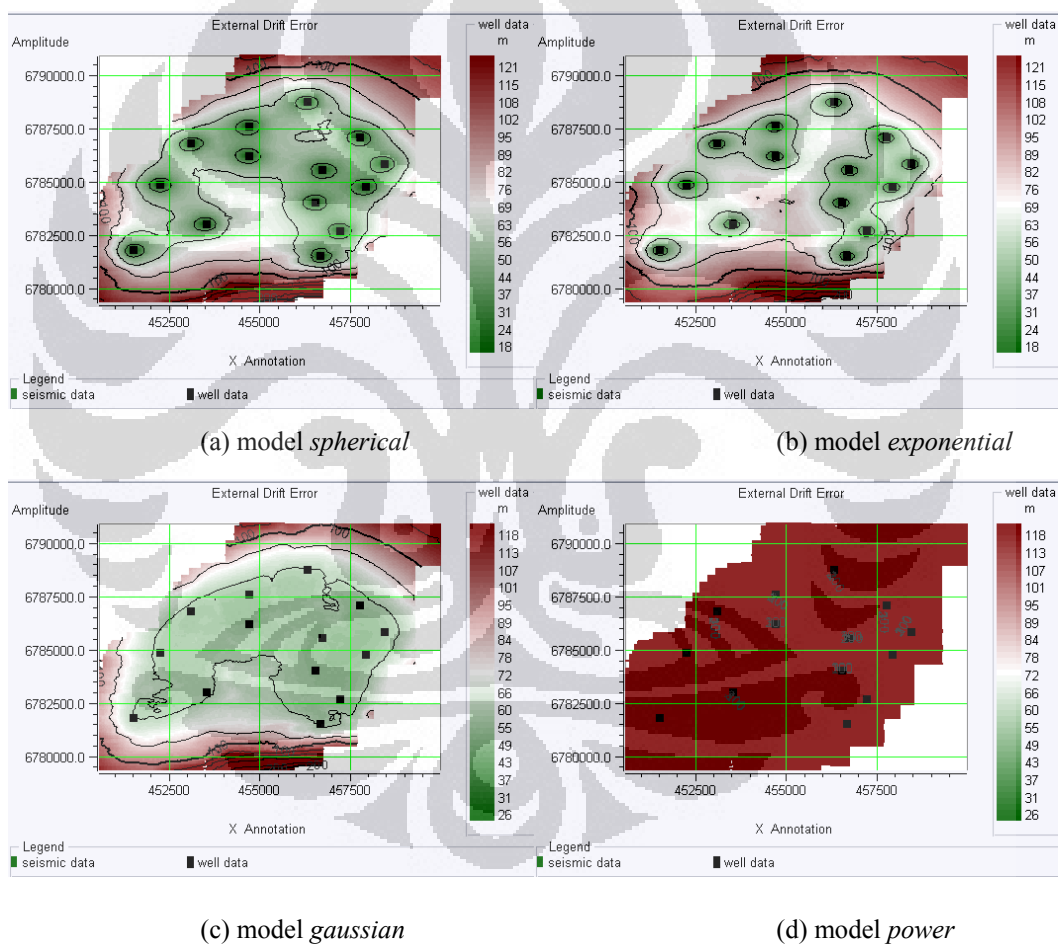 External Drift Error
well data
m
Amplitude
121
115
108
102
95
89
82
76
69
63
56
50
44
37
31
24
18
6790000.0
6787500.0
6785000.0
6782500.0
6780000.0
452500 455000 457500
X Annotation
Legend
seismic data
well data
(a) model spherical
External Drift Error
well data
m
Amplitude
121
115
108
102
95
89
82
76
69
63
56
50
44
37
31
24
18
6790000.0
6787500.0
6785000.0
6782500.0
6780000.0
452500 455000 457500
X Annotation
Legend
seismic data
well data
(b) model exponential
External Drift Error
well data
m
Amplitude
118
113
107
101
95
89
84
78
72
66
60
55
49
43
37
31
26
6790000.0
6787500.0
6785000.0
6782500.0
6780000.0
452500 455000 457500
X Annotation
Legend
seismic data
well data
(c) model gaussian
External Drift Error
well data
m
Amplitude
118
113
107
101
95
89
84
78
72
66
60
55
49
43
37
31
26
6790000.0
6787500.0
6785000.0
6782500.0
6780000.0
452500 455000 457500
X Annotation
Legend
seismic data
well data
(d) model power